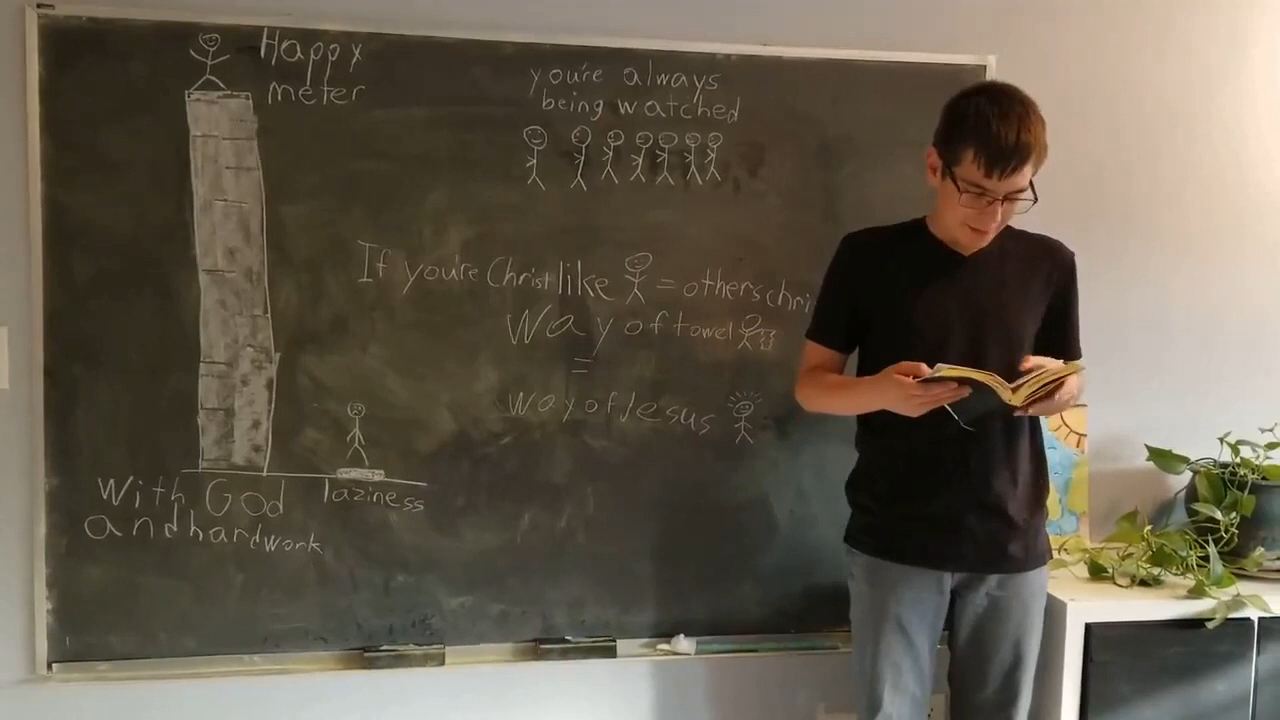 Happy
meter
you're always
being watched
If you're Christ like = others chri
Way of towel
=
way of Jesus
With God
and hard work
laziness